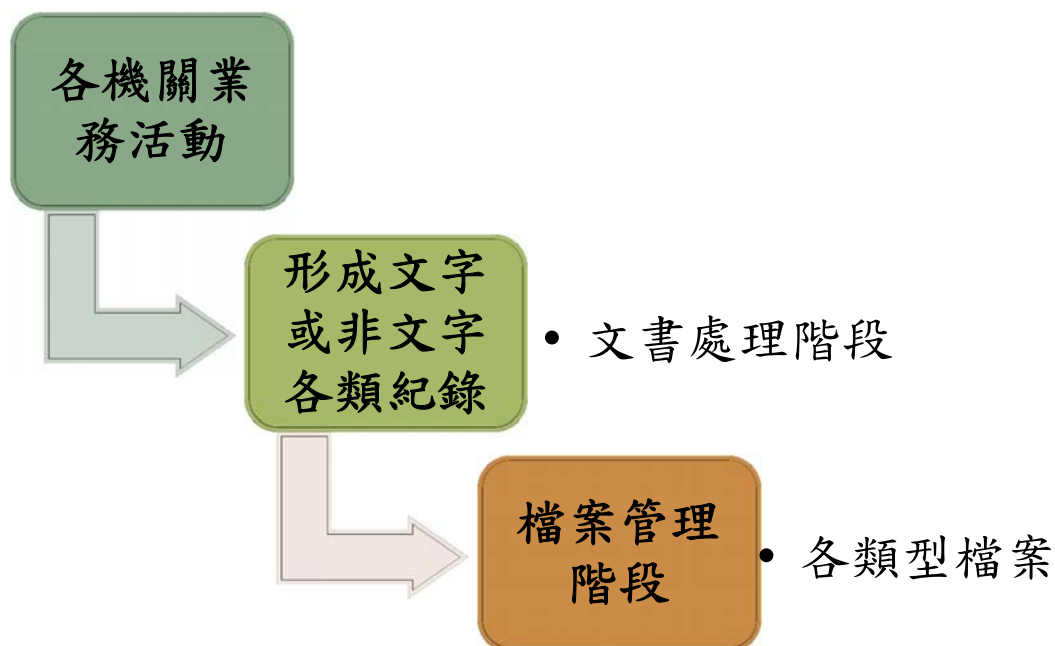 各機關業
務活動
形成文字
或非文字
各類紀錄
• 文書處理階段
檔案管理
階段
• 各類型檔案